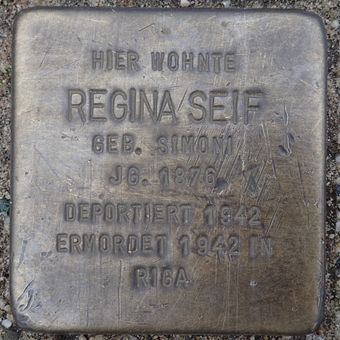 HIER WOHNTE
REGINA SEIF
GEB. SIMONI
JG. 1876
DEPORTIERT 1942
ERMORDET 1942 IN
RIGA